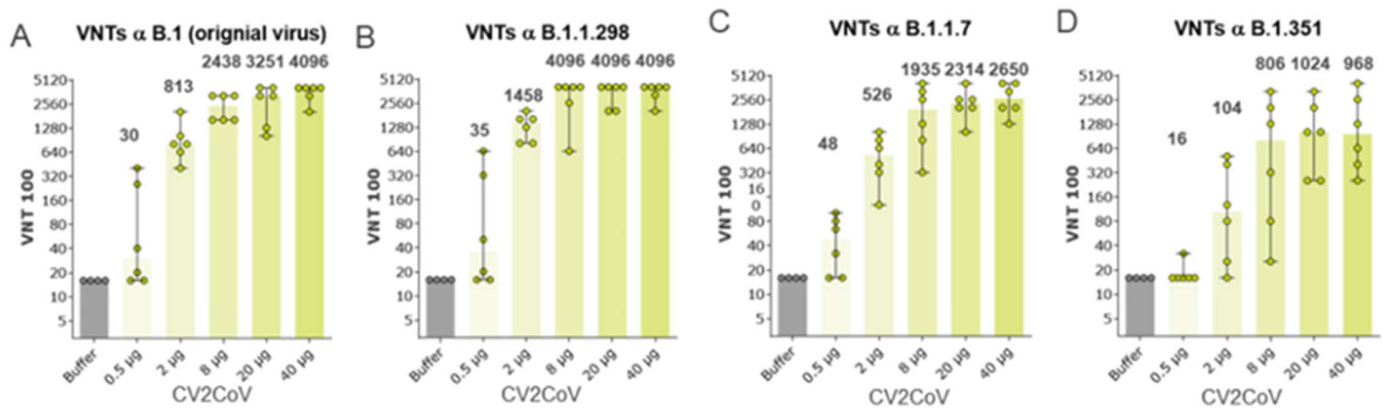 A
VNTs α B.1 (orignial virus)
2438 3251 4096
813
30
5120
2560
1280
640
320
160
80
40
20
10
5
VNT 100
Buffer
0.5 µg
2 µg
8 µg
20 µg
40 µg
CV2CoV
B
VNTs α B.1.1.298
4096 4096 4096
1458
35
5120
2560
1280
640
320
160
80
40
20
10
5
VNT 100
Buffer
0.5 µg
2 µg
8 µg
20 µg
40 µg
CV2CoV
C
VNTs α B.1.1.7
1935 2314 2650
526
48
5120
2560
1280
640
320
16
0
80
40
20
10
5
VNT 100
Buffer
0.5 µg
2 µg
8 µg
20 µg
40 µg
CV2CoV
D
VNTs α B.1.351
806 1024 968
104
16
5120
2560
1280
640
320
160
80
40
20
10
5
VNT 100
Buffer
0.5 µg
2 µg
8 µg
20 µg
40 µg
CV2CoV